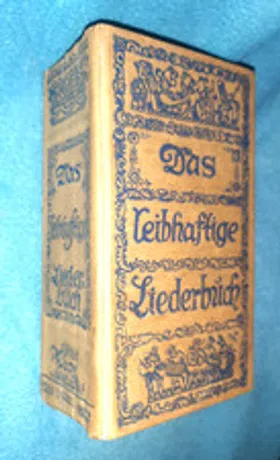 Das
leibhaftige
Liederbuch
Das
leibhaftige
Lieder
buch